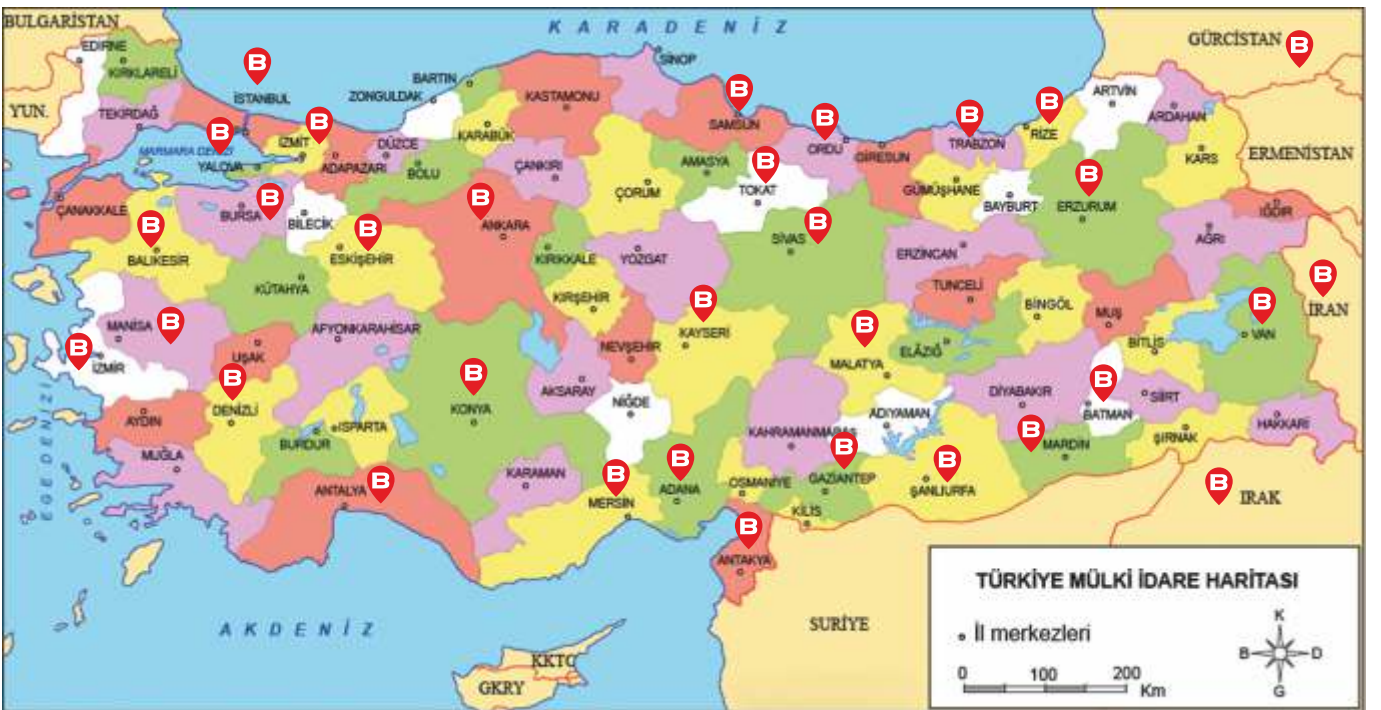 BULGARİSTAN
K A R A D E N İ Z
GÜRCİSTAN
B
EDİRNE
KIRKLARELİ
SİNOP
B
BARTIN
ARTVİN
YUN.
TEKİRDAĞ
İSTANBUL
ZONGULDAK
KASTAMONU
B
B
ARDAHAN
B
B
KARABÜK
SAMSUN
B
B
TRABZON
RİZE
MARMARA DENİZİ
İZMİT
DÜZCE
ORDU
GİRESUN
KARS
ERMENİSTAN
YALOVA
ADAPAZARI
BOLU
ÇANKIRI
AMASYA
B
B
ÇANAKKALE
B
BURSA
BİLECİK
B
ANKARA
ÇORUM
TOKAT
GÜMÜŞHANE
BAYBURT
ERZURUM
IĞDIR
B
BALIKESİR
B
ESKİŞEHİR
KIRIKKALE
YOZGAT
B
SİVAS
ERZİNCAN
AĞRI
KÜTAHYA
KIRŞEHİR
TUNCELİ
BİNGÖL
B
İRAN
MANİSA
B
AFYONKARAHİSAR
B
KAYSERİ
B
MUŞ
B
VAN
B
İZMİR
UŞAK
NEVŞEHİR
MALATYA
ELÂZIĞ
BİTLİS
B
DENİZLİ
B
KONYA
AKSARAY
NİĞDE
DİYABAKIR
B
BATMAN
SİİRT
AYDIN
BURDUR
ISPARTA
KAHRAMANMARAŞ
ADIYAMAN
B
MARDİN
ŞIRNAK
HAKKARİ
E G E D E N İ Z İ
MUĞLA
ANTALYA
B
KARAMAN
B
MERSİN
B
ADANA
OSMANİYE
B
GAZİANTEP
B
ŞANLIURFA
KİLİS
B
IRAK
B
ANTAKYA
A K D E N İ Z
SURİYE
KKTC
GKRY
TÜRKİYE MÜLKİ İDARE HARİTASI
İl merkezleri
0 100 200
Km
K
B D
G